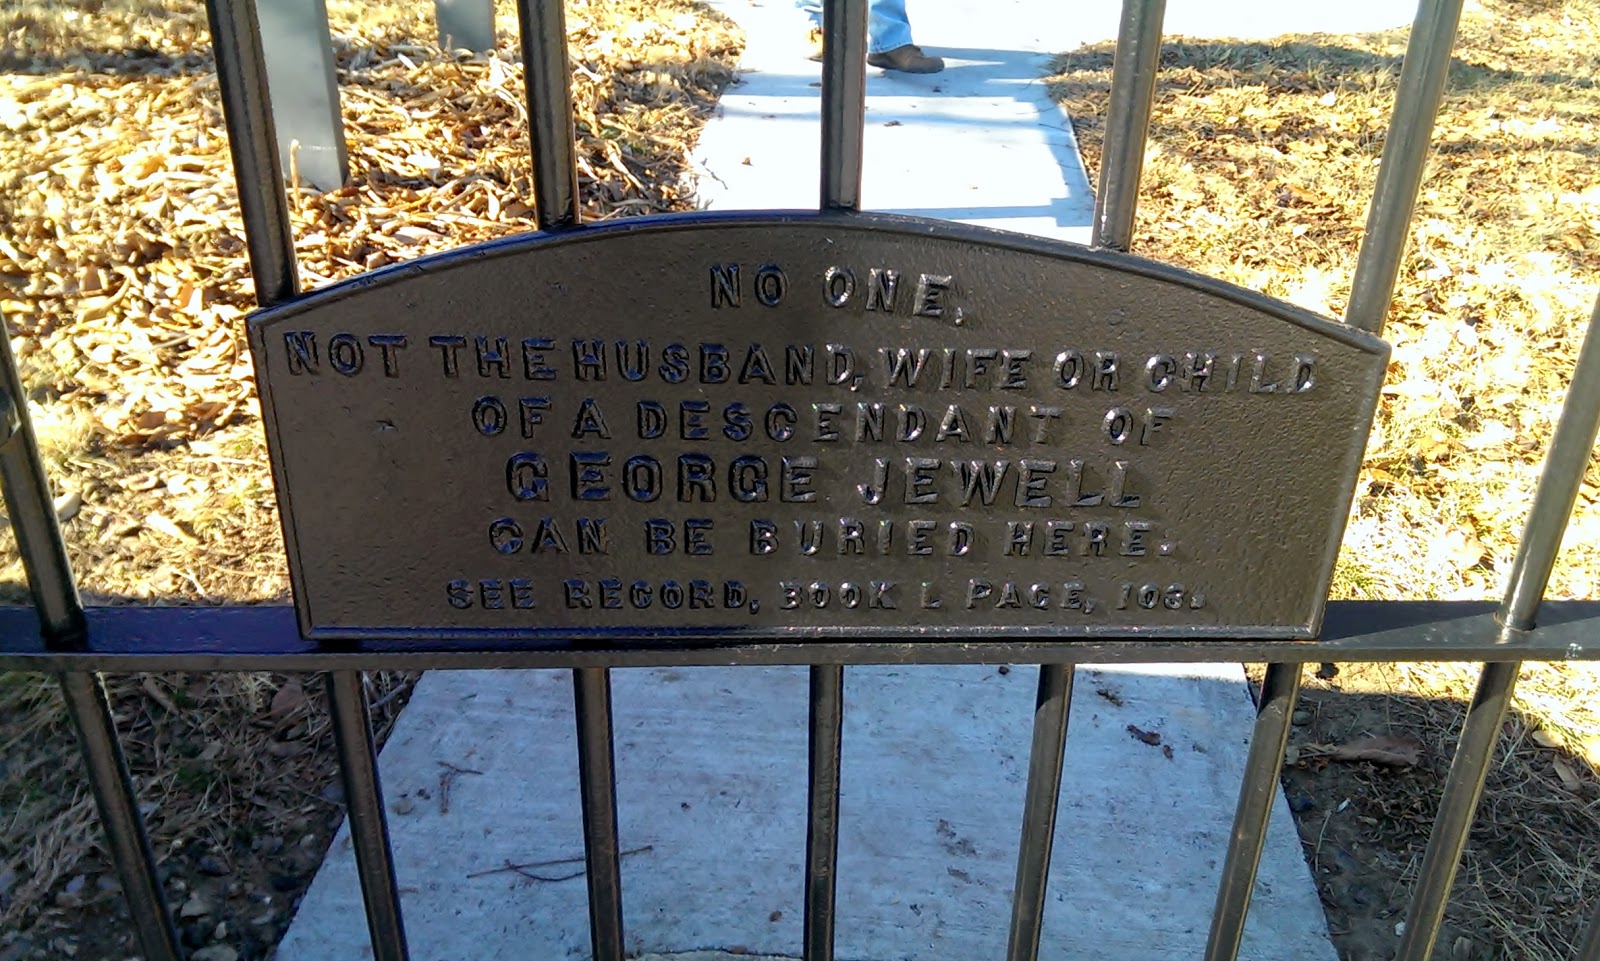 NO ONE,
NOT THE HUSBAND, WIFE OR CHILD
OF A DESCENDANT OF
GEORGE JEWELL
CAN BE BURIED HERE.
SEE RECORD, BOOK L PAGE,